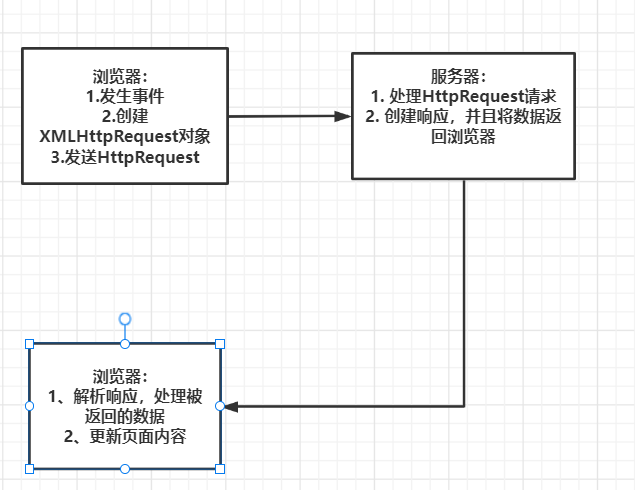 浏览器：
1.发生事件
2.创建
XMLHttpRequest对象
3.发送HttpRequest
服务器：
1. 处理HttpRequest请求
2. 创建响应，并且将数据返
回浏览器
浏览器：
1、解析响应，处理被
返回的数据
2、更新页面内容